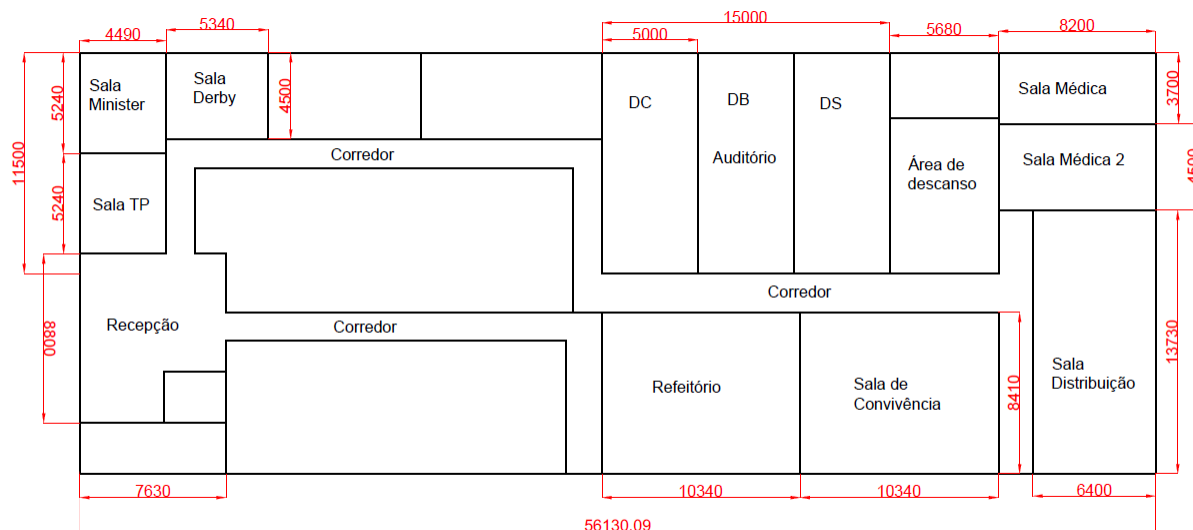 15000
4490
5340
5000
5680
8200
Sala
Minister
Sala
Derby
5240
4500
11500
DC
DB
DS
Sala Médica
3700
Corredor
Auditório
Área de
descanso
Sala Médica 2
4500
5240
Sala TP
Corredor
Recepção
Corredor
8800
Refeitório
Sala de
Convivência
8410
Sala
Distribuição
13730
7630
10340
10340
6400
56130.09